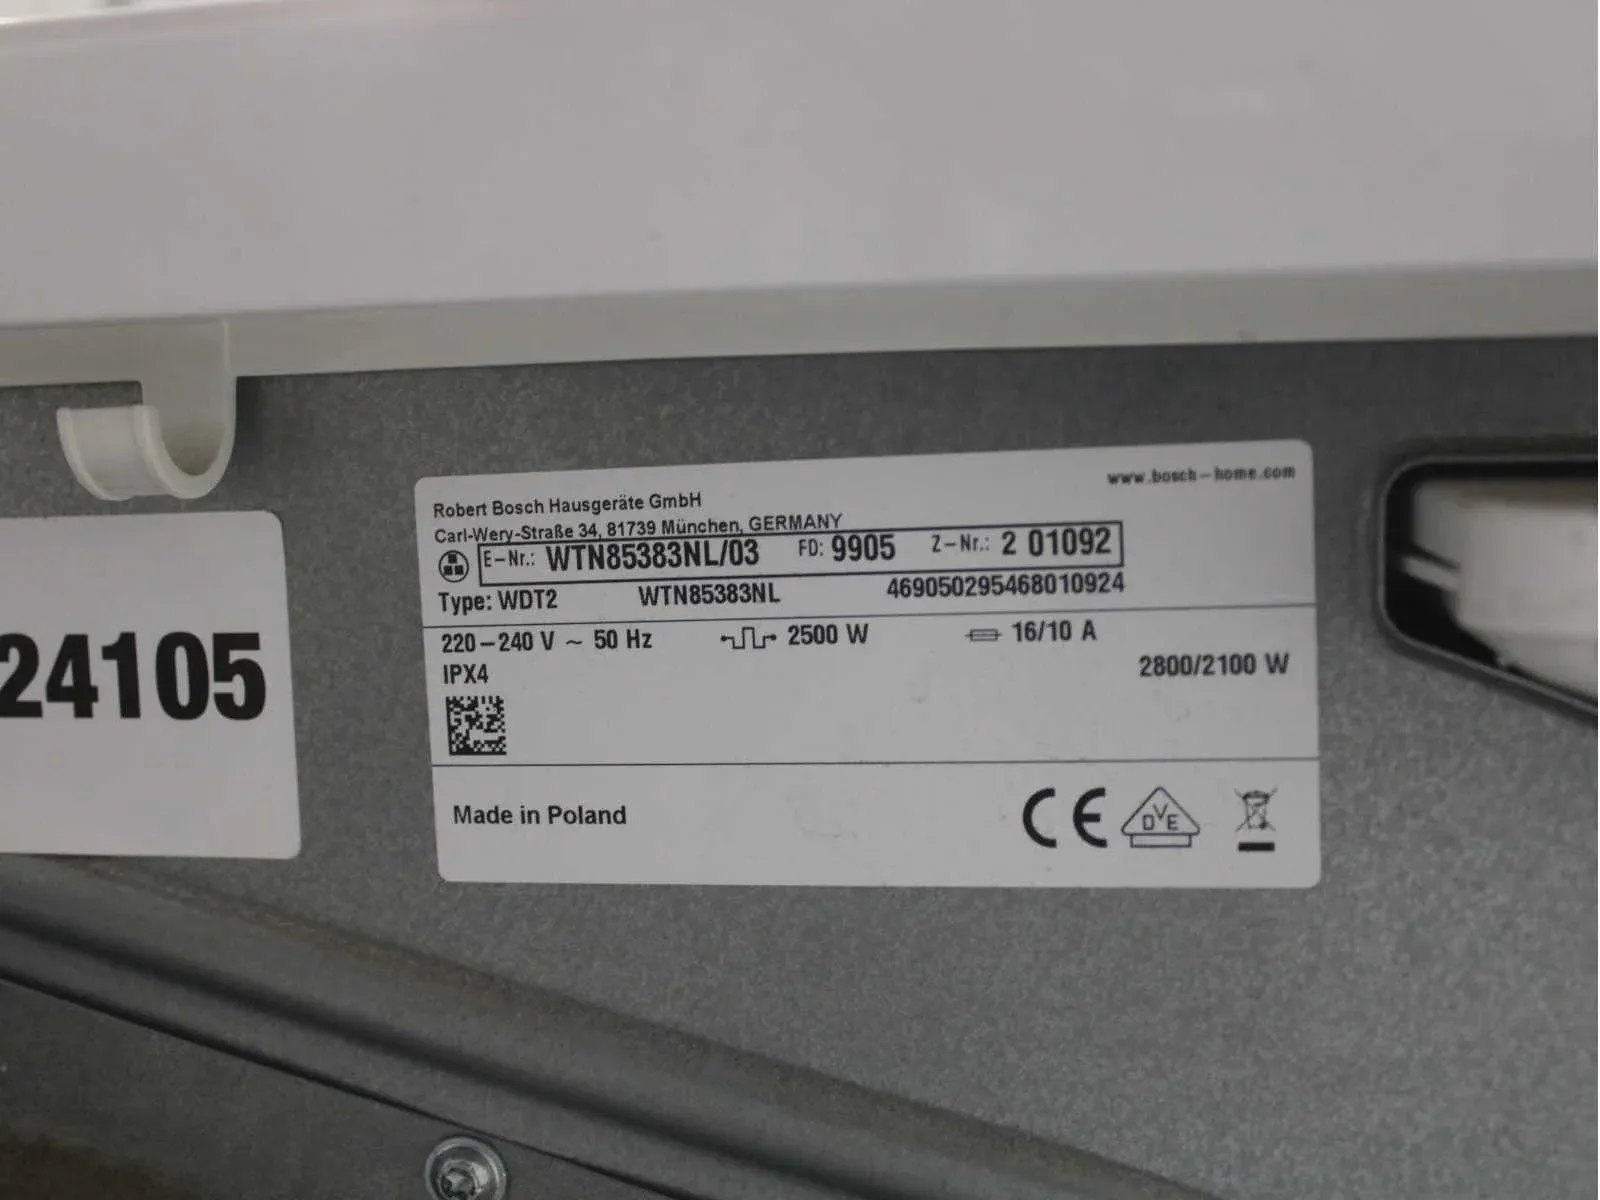 www.bosch-home.com
Robert Bosch Hausgeräte GmbH
Carl-Wery-Straße 34, 81739 München, GERMANY
E-Nr.: WTN85383NL/03 FD: 9905 Z-Nr.: 2 01092
Type: WDT2 WTN85383NL 469050295468010924
220-240 V ~ 50 Hz 2500 W 16/10 A
IPX4 2800/2100 W
Made in Poland CE DVE
24105